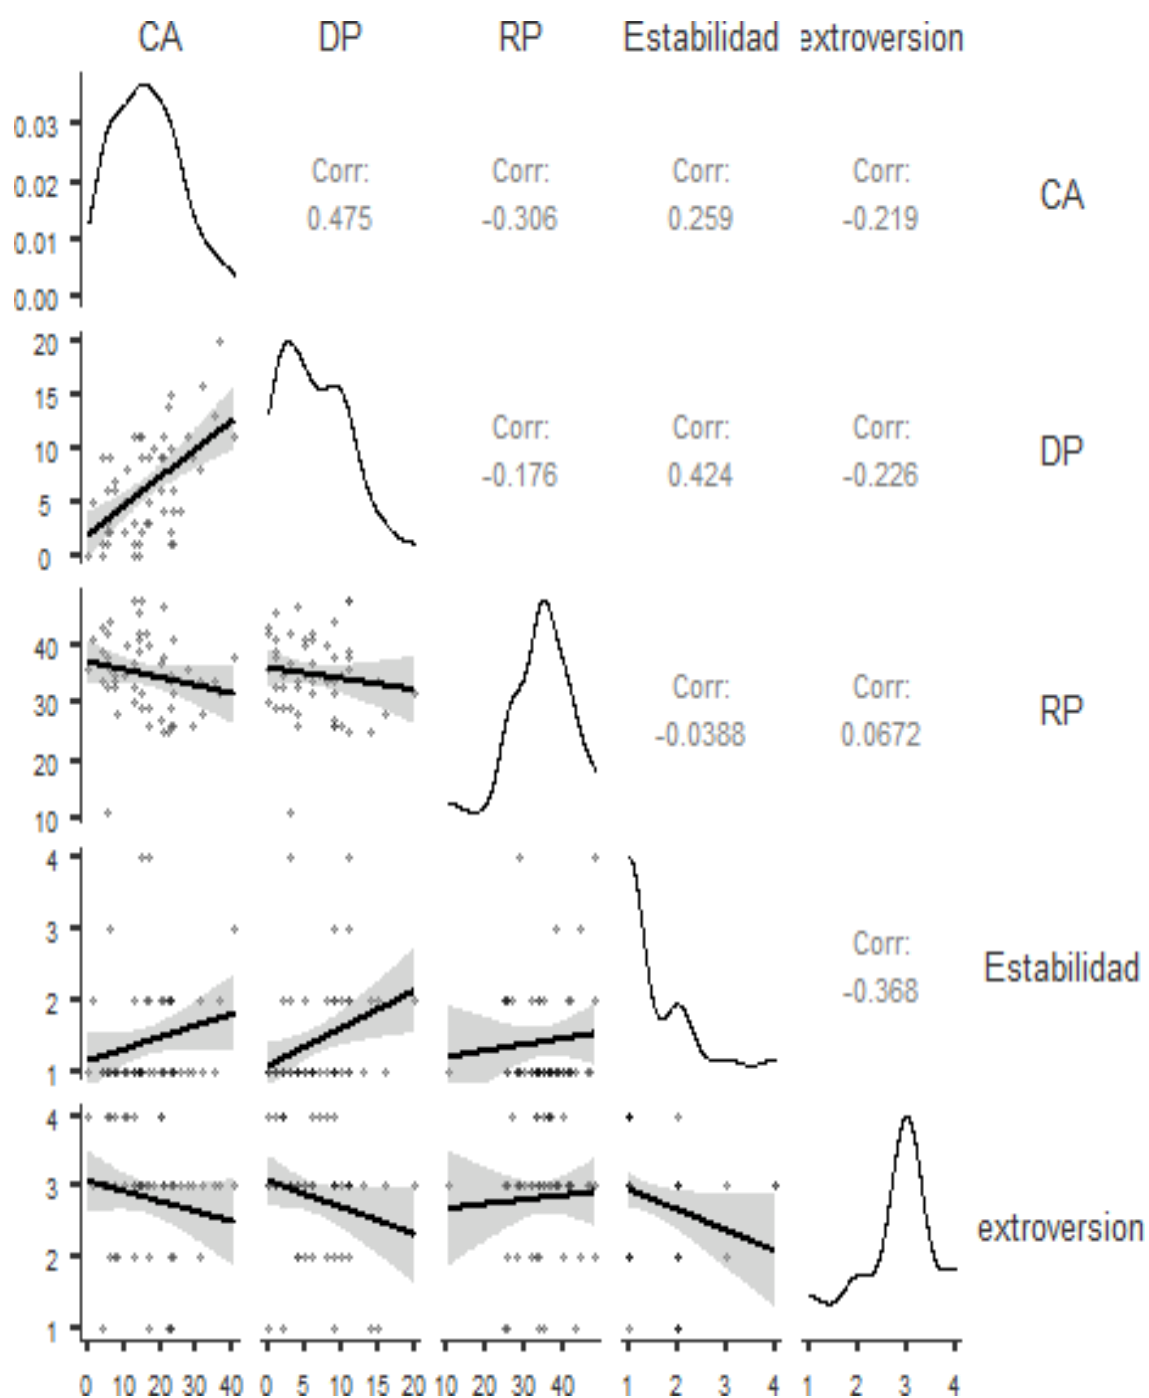 CA DP RP Estabilidad extroversion
0.03
0.02
0.01
0.00
Corr:
0.475
Corr:
-0.306
Corr:
0.259
Corr:
-0.219
CA
20
15
10
5
0
Corr:
-0.176
Corr:
0.424
Corr:
-0.226
DP
40
30
20
10
Corr:
-0.0388
Corr:
0.0672
RP
4
3
2
1
Corr:
-0.368
Estabilidad
4
3
2
1
extroversion
0 10 20 30 40 0 5 10 15 20 10 20 30 40 1 2 3 4 1 2 3 4